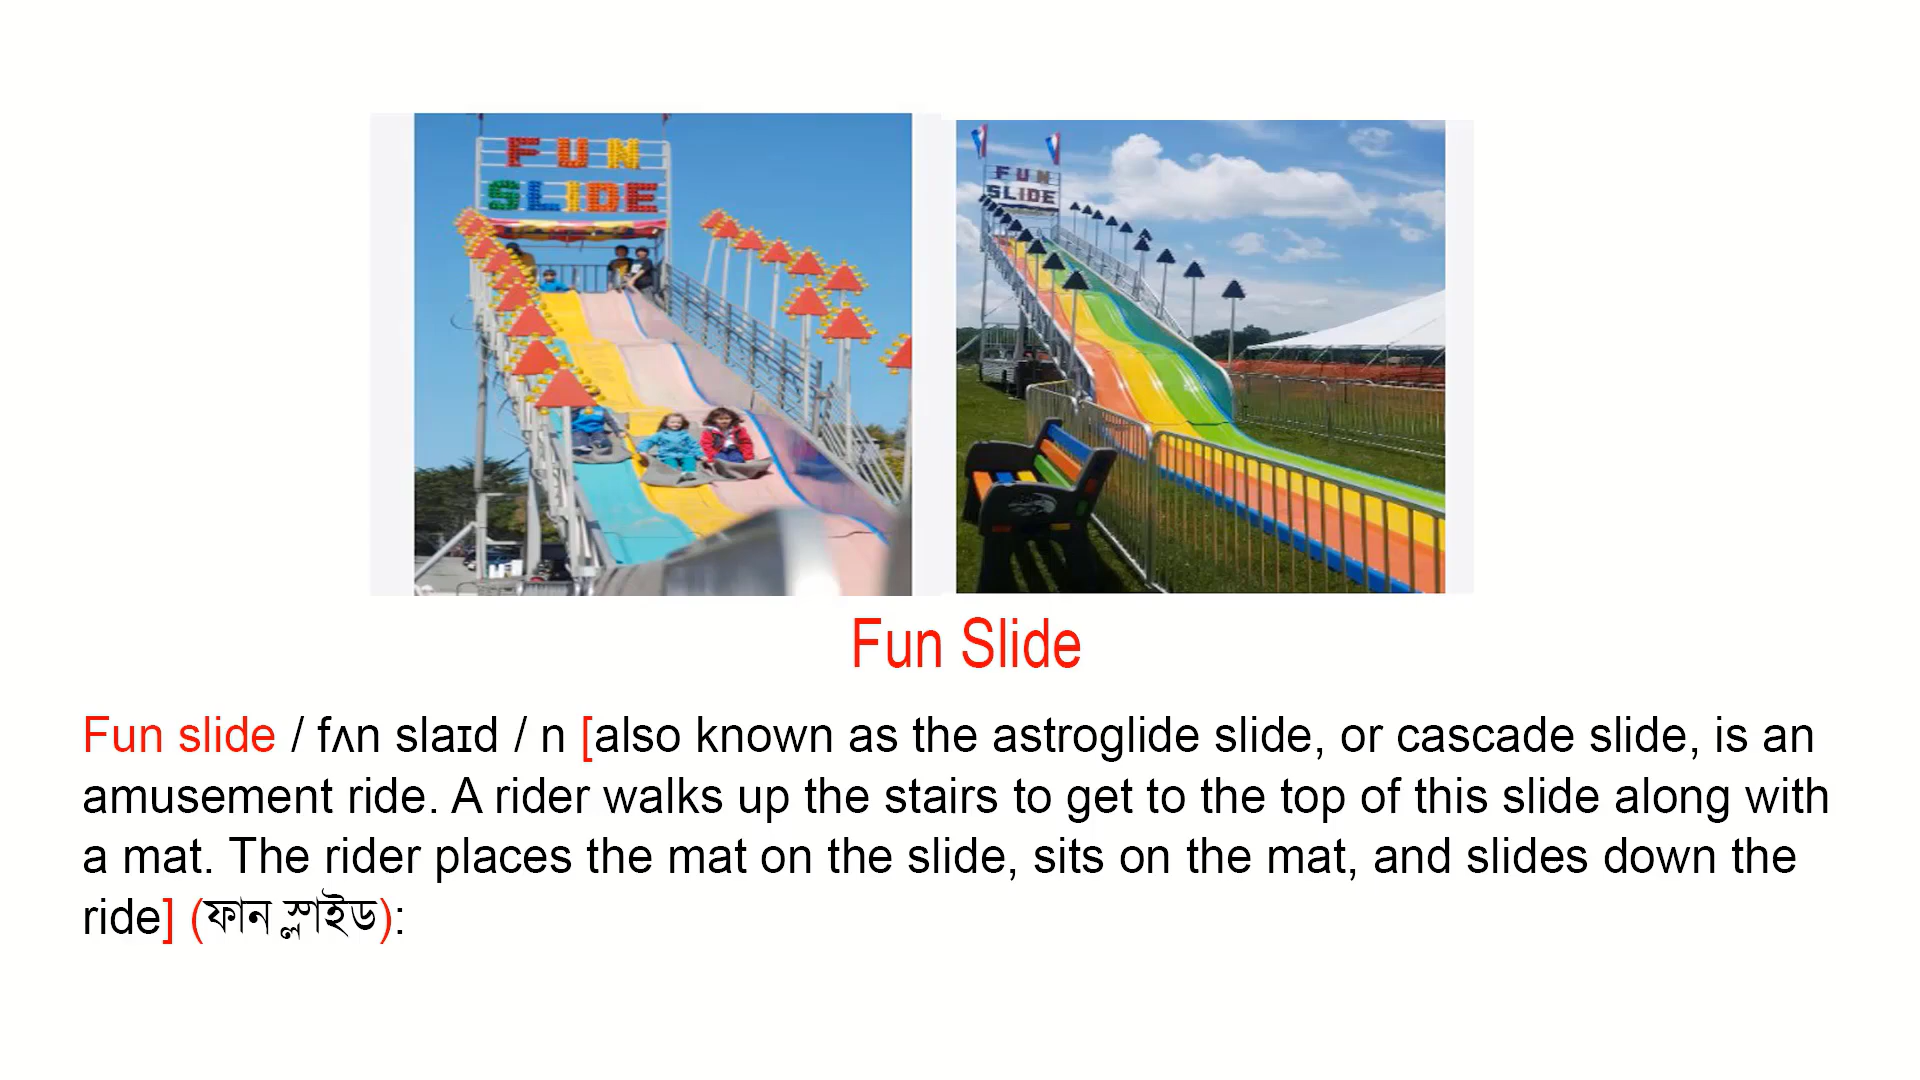 FUN
SLIDE
FUN
SLIDE
Fun Slide
Fun slide / fʌn slaɪd / n [also known as the astroglide slide, or cascade slide, is an
amusement ride. A rider walks up the stairs to get to the top of this slide along with
a mat. The rider places the mat on the slide, sits on the mat, and slides down the
ride] (ফান স্লাইড):